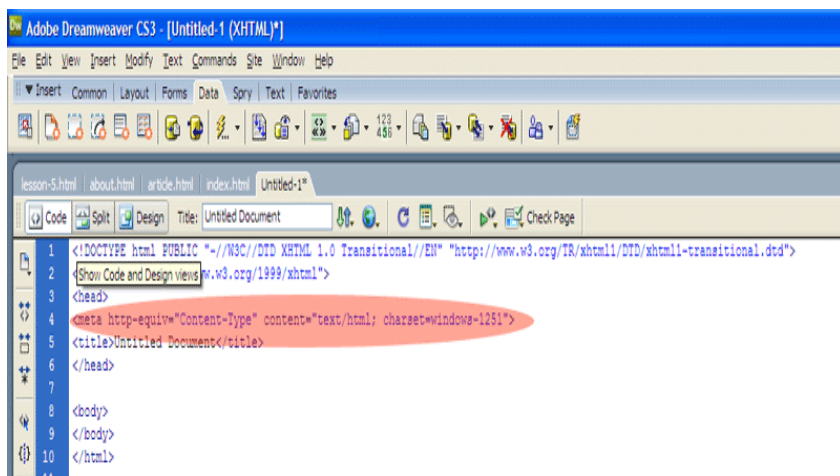 Dw Adobe Dreamweaver CS3 - [Untitled-1 (XHTML)*]
File Edit View Insert Modify Text Commands Site Window Help
▼ Insert Common Layout Forms Data Spry Text Favorites
123
456
lesson-5.html about.html article.html index.html Untitled-1*
Code Split Design Title: Untitled Document Check Page
1 <!DOCTYPE html PUBLIC "-//W3C//DTD XHTML 1.0 Transitional//EN" "http://www.w3.org/TR/xhtml1/DTD/xhtml1-transitional.dtd">
2 < Show Code and Design views w.w3.org/1999/xhtml">
3 <head>
4 <meta http-equiv="Content-Type" content="text/html; charset=windows-1251">
5 <title>Untitled Document</title>
6 </head>
7
8 <body>
9 </body>
10 </html>
11